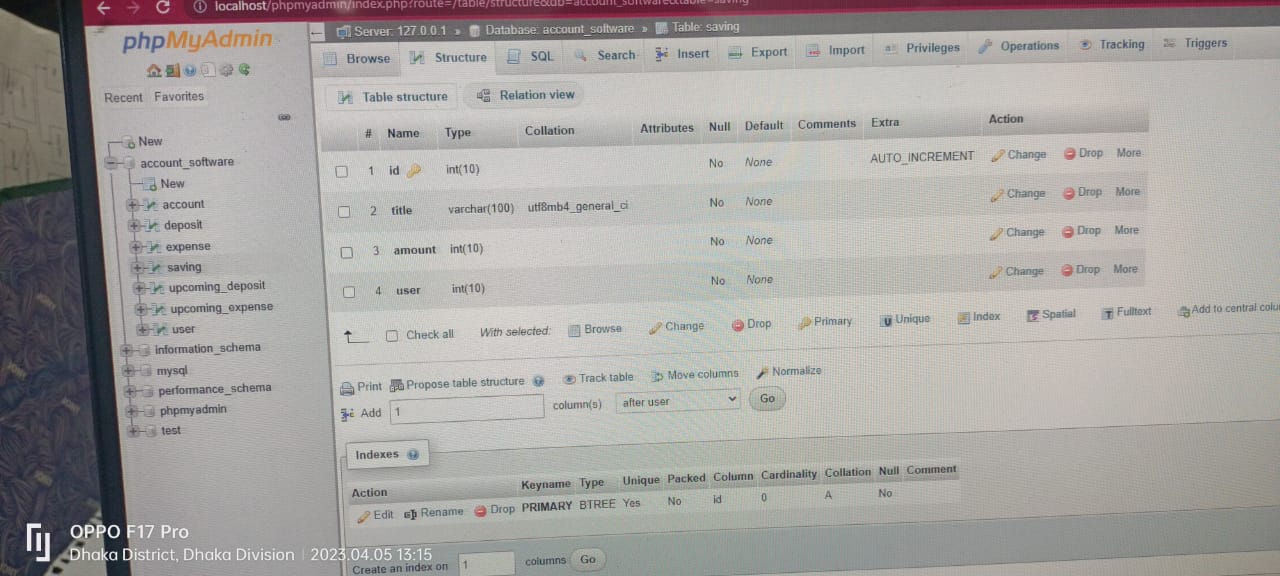 localhost/phpmyadmin/index.php?route=/table/structure&db=account_software&table=saving
phpMyAdmin
Recent Favorites
New
account_software
New
account
deposit
expense
saving
upcoming_deposit
upcoming_expense
user
information_schema
mysql
performance_schema
phpmyadmin
test
Server: 127.0.0.1 » Database: account_software » Table: saving
Browse Structure SQL Search Insert Export Import Privileges Operations Tracking Triggers
Table structure Relation view
# Name Type Collation Attributes Null Default Comments Extra Action
1 id int(10) No None AUTO_INCREMENT Change Drop More
2 title varchar(100) utf8mb4_general_ci No None Change Drop More
3 amount int(10) No None Change Drop More
4 user int(10) No None Change Drop More
Check all With selected: Browse Change Drop Primary Unique Index Spatial Fulltext Add to central colu
Print Propose table structure Track table Move columns Normalize
Add 1 column(s) after user Go
Indexes
Action Keyname Type Unique Packed Column Cardinality Collation Null Comment
Edit Rename Drop PRIMARY BTREE Yes No id 0 A No
Create an index on 1 columns Go
OPPO F17 Pro
Dhaka District, Dhaka Division | 2023.04.05 13:15